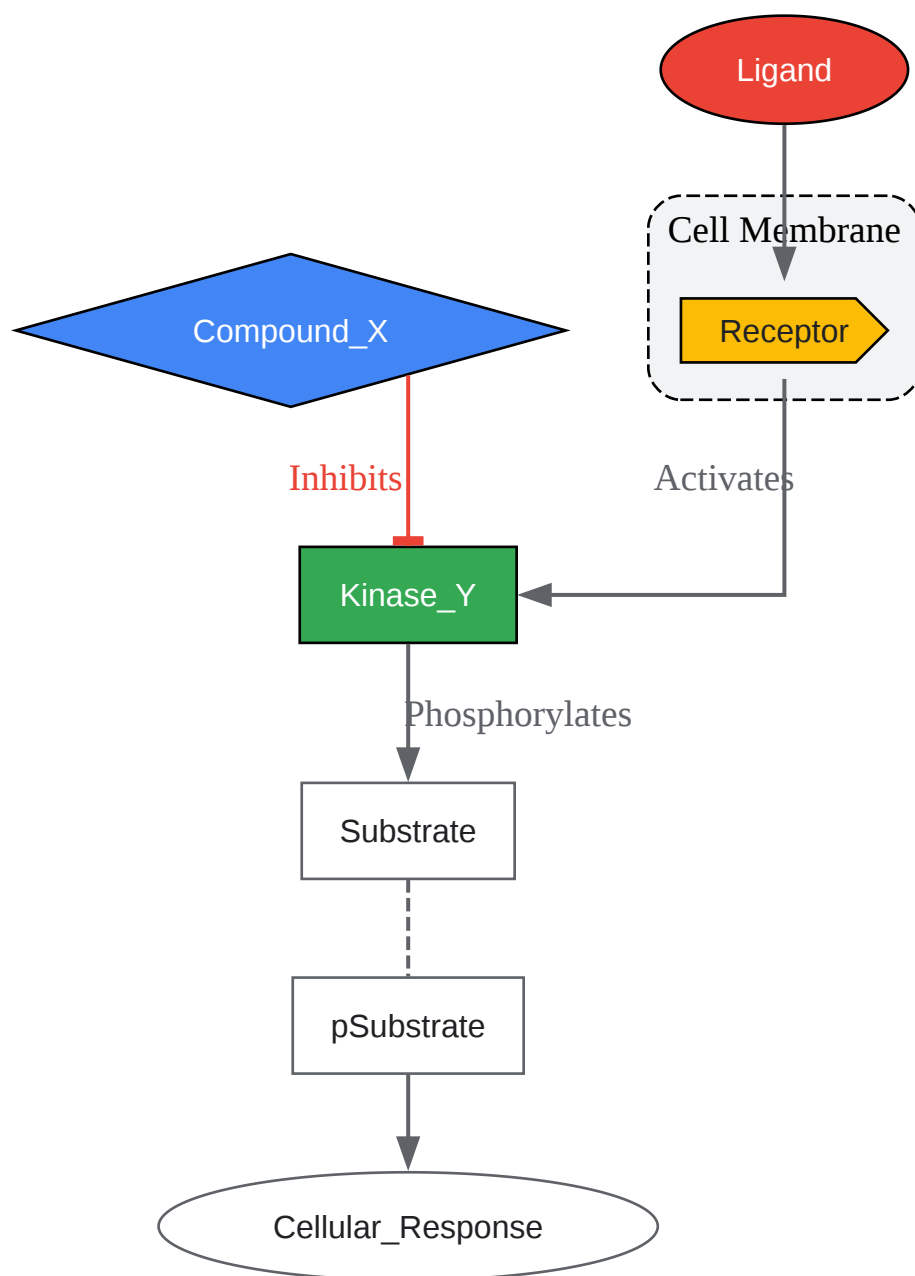 Ligand
Cell Membrane
Compound_X
Receptor
Inhibits
Activates
Kinase_Y
Phosphorylates
Substrate
pSubstrate
Cellular_Response